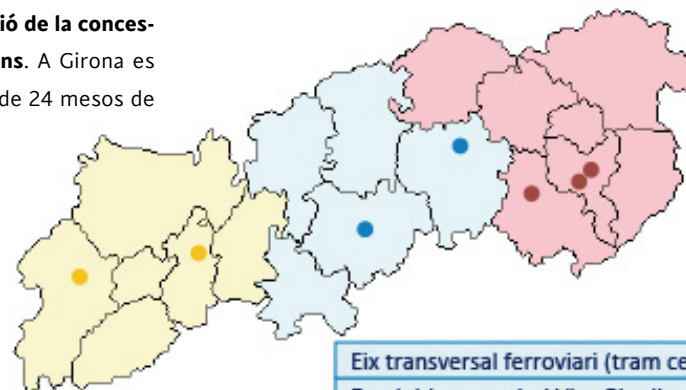 ió de la conces-
ns. A Girona es
de 24 mesos de
Eix transversal ferroviari (tram ce